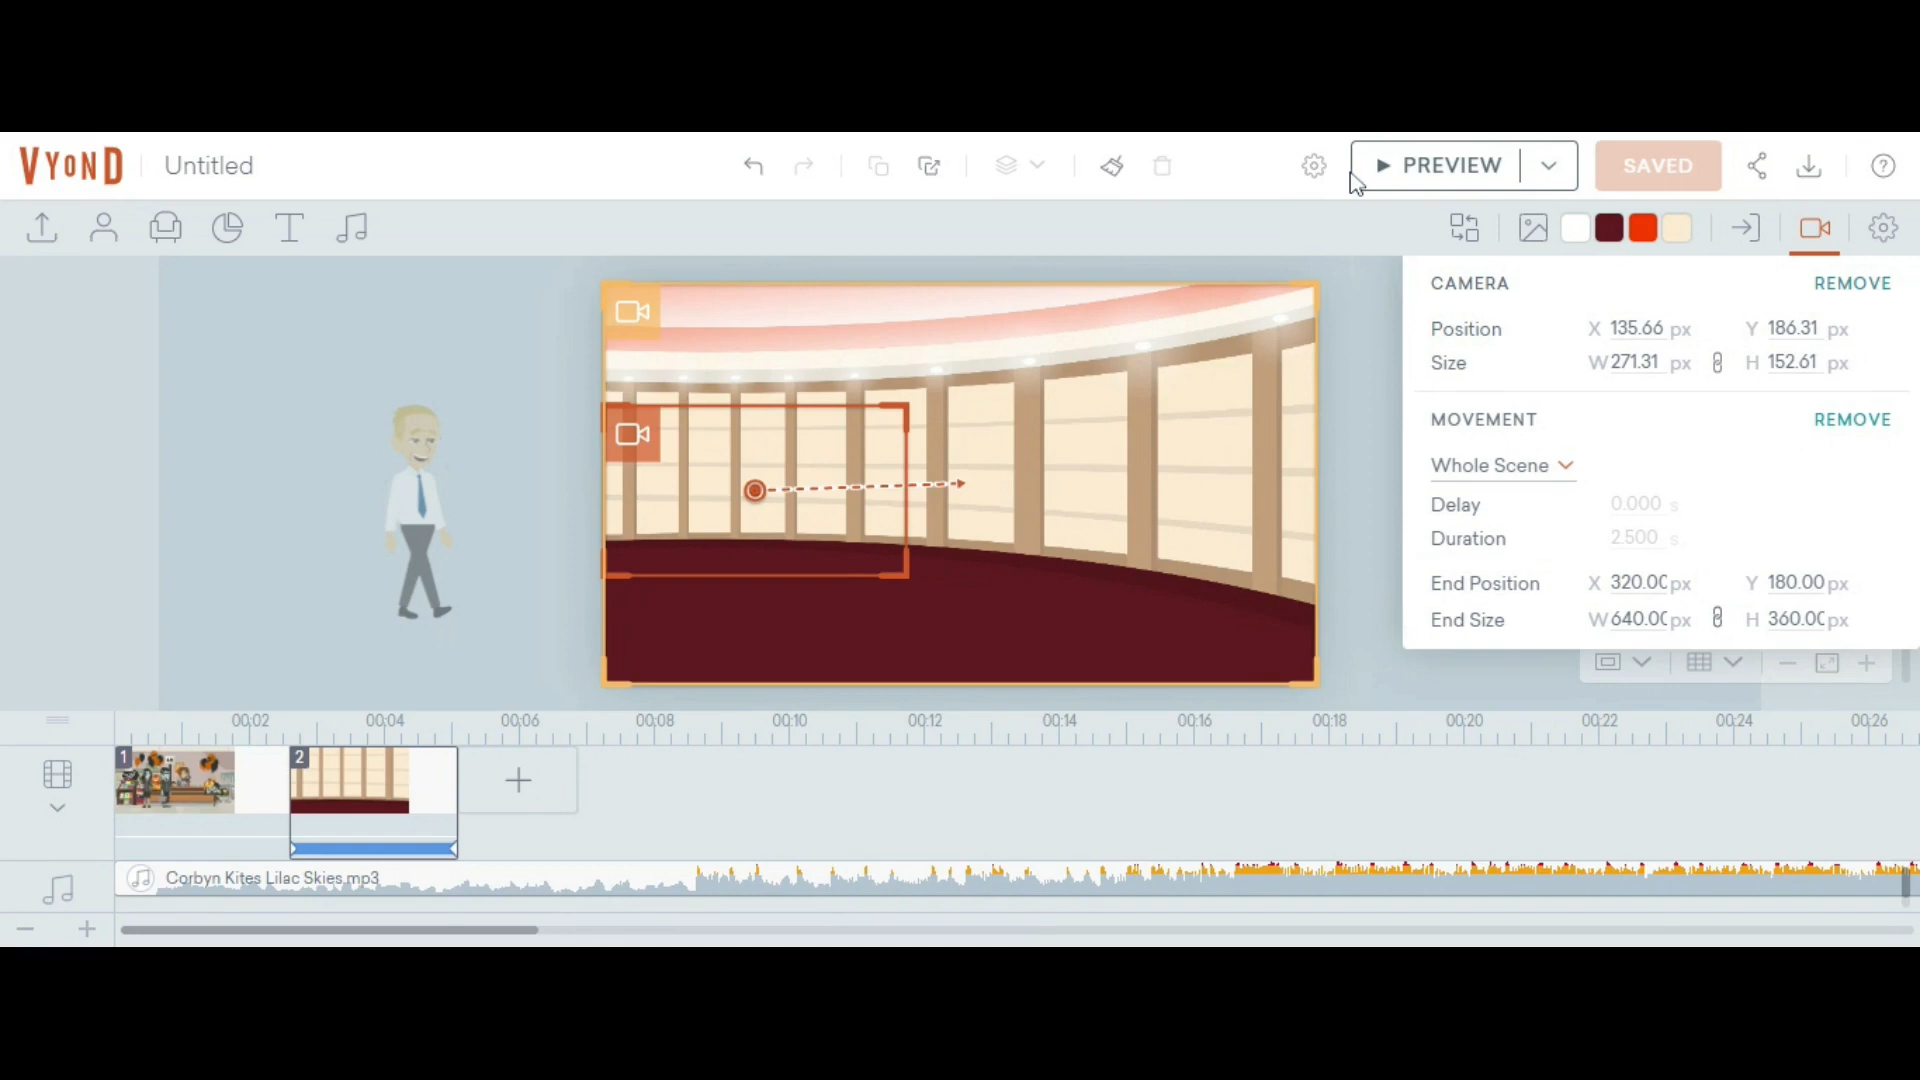 VYOND
Untitled
PREVIEW
SAVED
CAMERA REMOVE
Position X 135.66 px Y 186.31 px
Size W 271.31 px H 152.61 px
MOVEMENT REMOVE
Whole Scene
Delay 0.000 s
Duration 2.500 s
End Position X 320.00 px Y 180.00 px
End Size W 640.00 px H 360.00 px
00:02 00:04 00:06 00:08 00:10 00:12 00:14 00:16 00:18 00:20 00:22 00:24 00:26
1 2
Corbyn Kites Lilac Skies.mp3